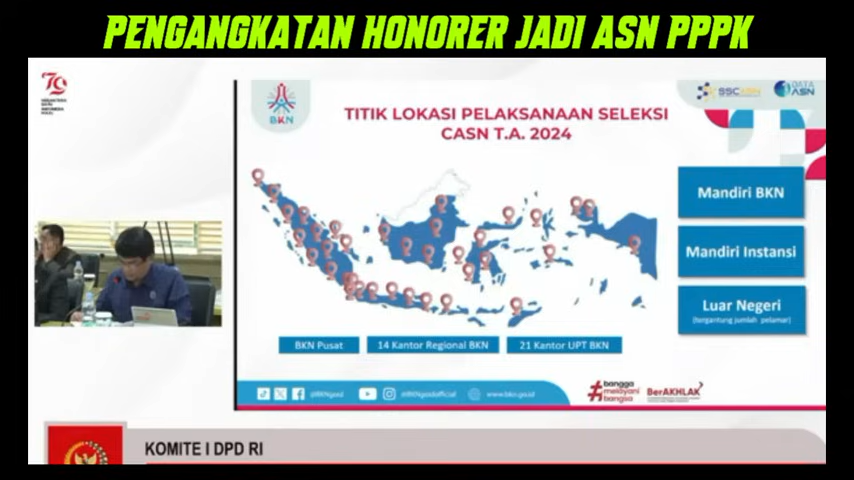 PENGANGKATAN HONORER JADI ASN PPPK
79
BKN
SSCASN
DATA ASN
TITIK LOKASI PELAKSANAAN SELEKSI
CASN T.A. 2024
Mandiri BKN
Mandiri Instansi
Luar Negeri
(tergantung jumlah pelamar)
BKN Pusat
14 Kantor Regional BKN
21 Kantor UPT BKN
@BKNgoid
@BKNgoidofficial
www.bkn.go.id
#bangga
melayani
bangsa
BerAKHLAK
KOMITE I DPD RI